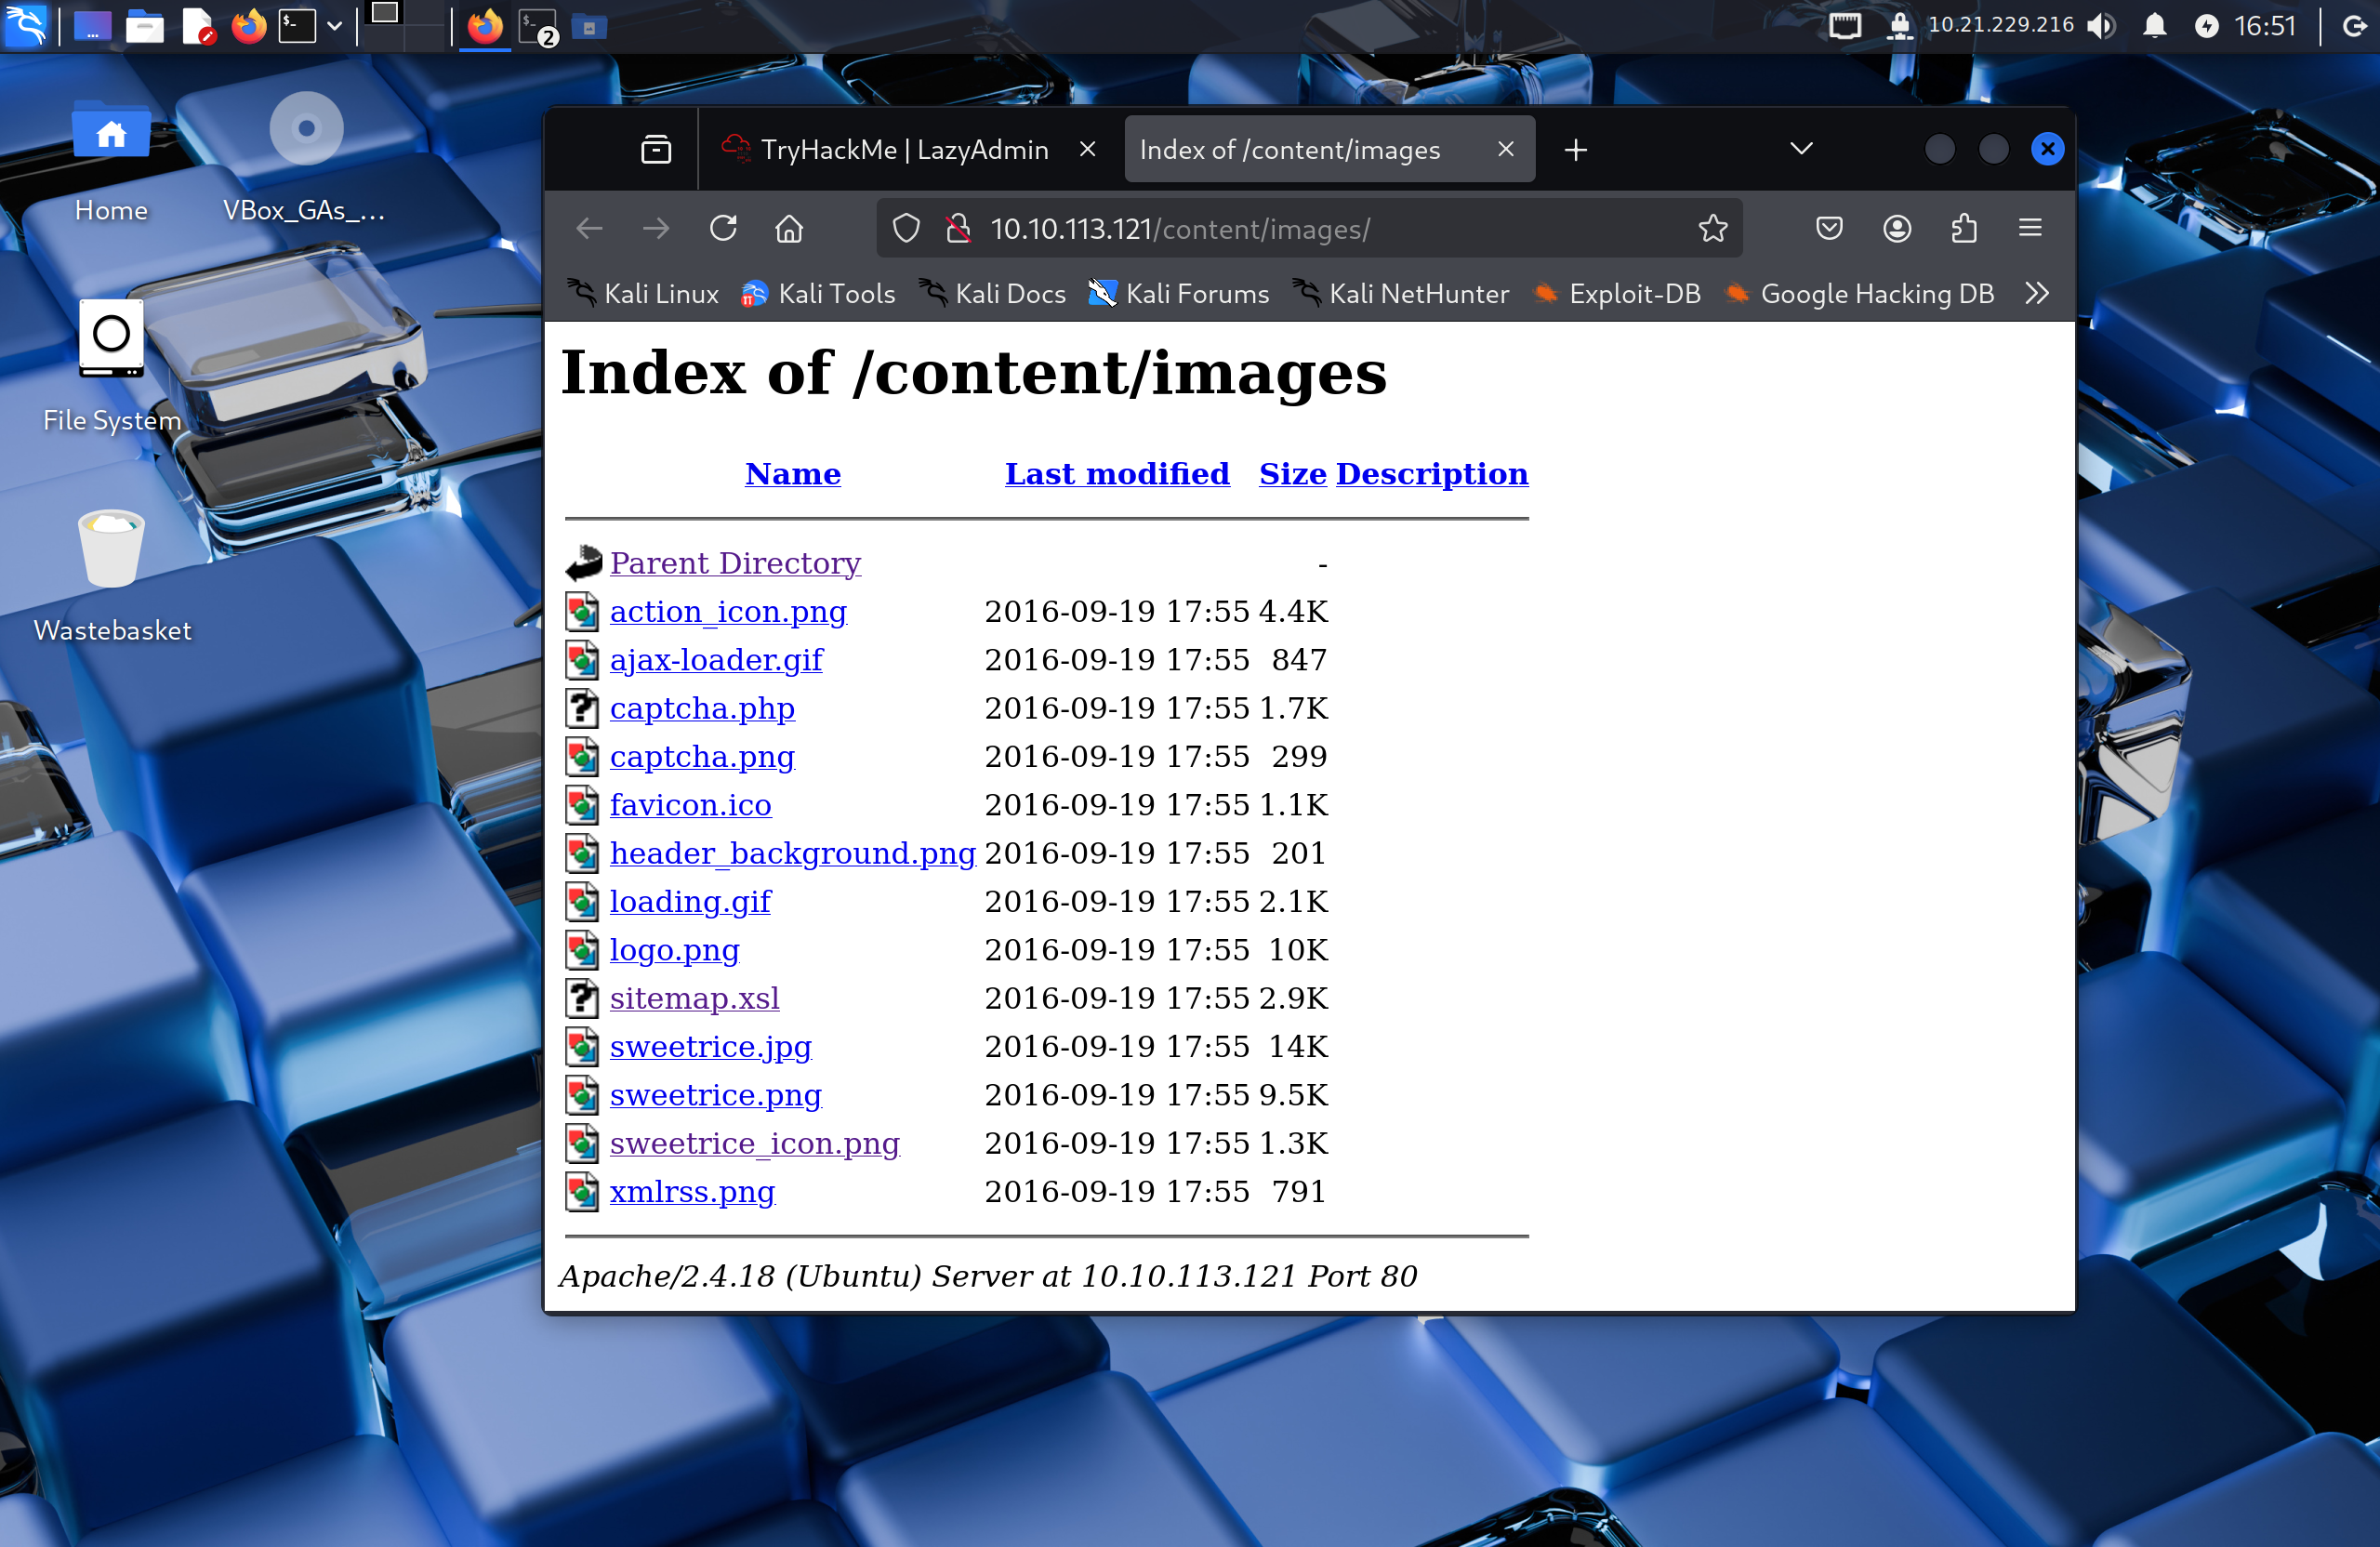 2 10.21.229.216 16:51
TryHackMe | LazyAdmin Index of /content/images
Home VBox_GAs_...
10.10.113.121/content/images/
Kali Linux Kali Tools Kali Docs Kali Forums Kali NetHunter Exploit-DB Google Hacking DB
File System
Wastebasket
Index of /content/images
Name Last modified Size Description
Parent Directory -
action_icon.png 2016-09-19 17:55 4.4K
ajax-loader.gif 2016-09-19 17:55 847
captcha.php 2016-09-19 17:55 1.7K
captcha.png 2016-09-19 17:55 299
favicon.ico 2016-09-19 17:55 1.1K
header_background.png 2016-09-19 17:55 201
loading.gif 2016-09-19 17:55 2.1K
logo.png 2016-09-19 17:55 10K
sitemap.xsl 2016-09-19 17:55 2.9K
sweetrice.jpg 2016-09-19 17:55 14K
sweetrice.png 2016-09-19 17:55 9.5K
sweetrice_icon.png 2016-09-19 17:55 1.3K
xmlrss.png 2016-09-19 17:55 791
Apache/2.4.18 (Ubuntu) Server at 10.10.113.121 Port 80